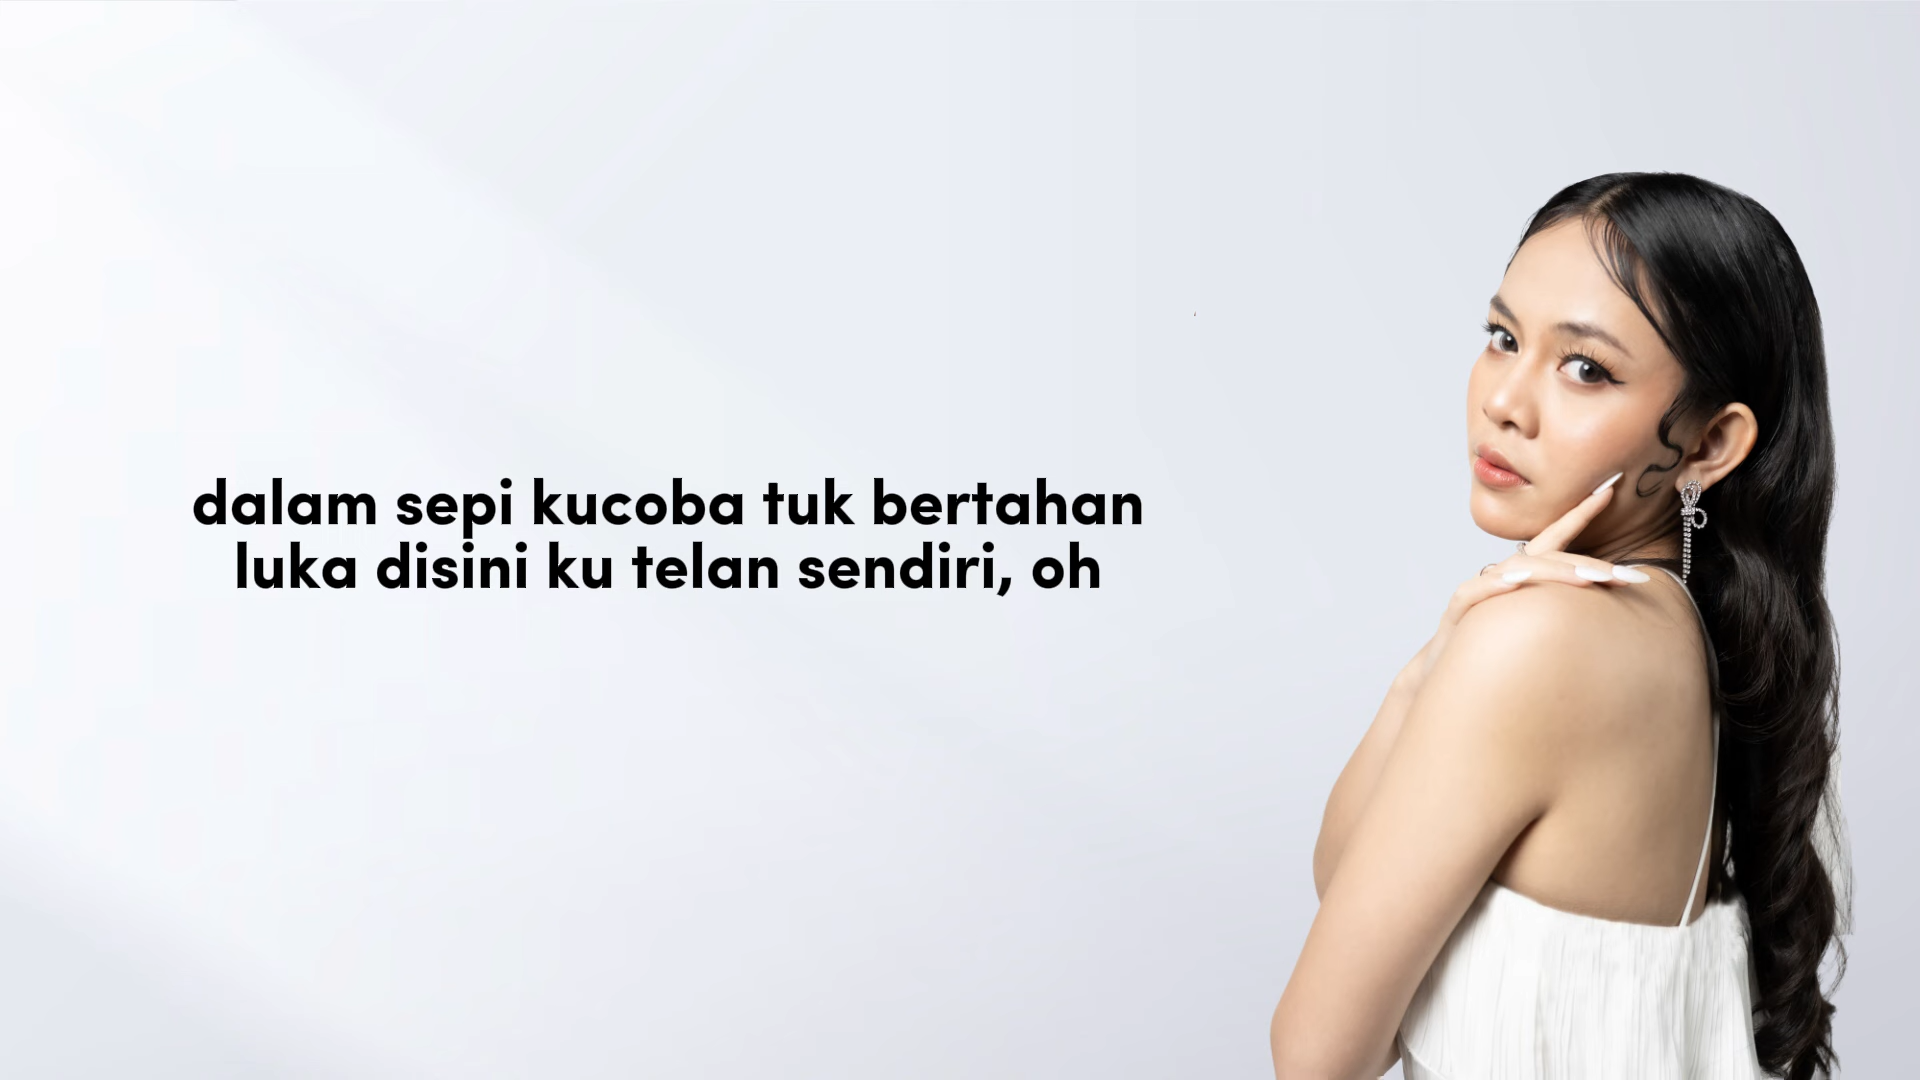 dalam sepi kucoba tuk bertahan
luka disini ku telan sendiri, oh